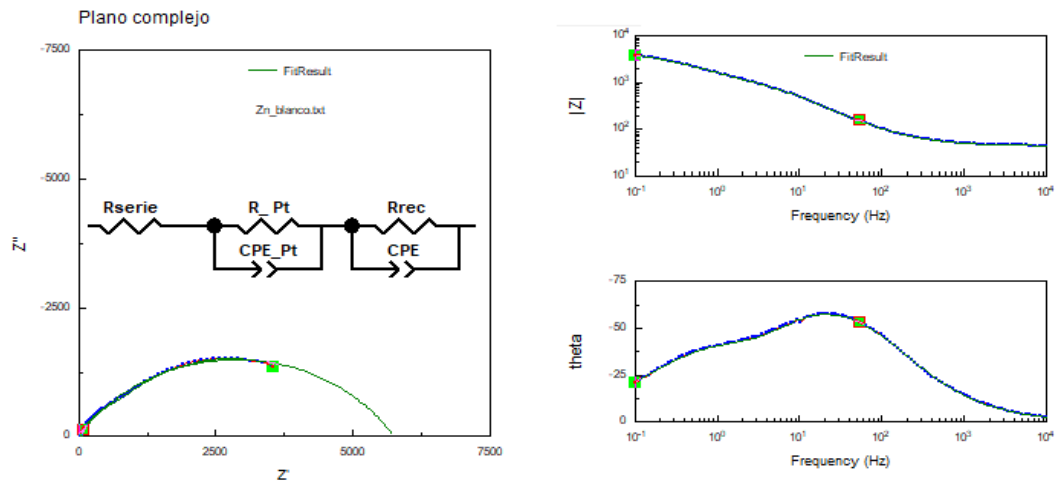 Plano complejo
-7500
FitResult
Zn_blanco.txt
-5000
Rserie
R_ Pt
Rrec
CPE_Pt
CPE
Z''
-2500
0
0
2500
5000
7500
Z'
10^4
FitResult
10^3
|Z|
10^2
10^1
10^-1
10^0
10^1
10^2
10^3
10^4
Frequency (Hz)
-75
-50
theta
-25
0
10^-1
10^0
10^1
10^2
10^3
10^4
Frequency (Hz)